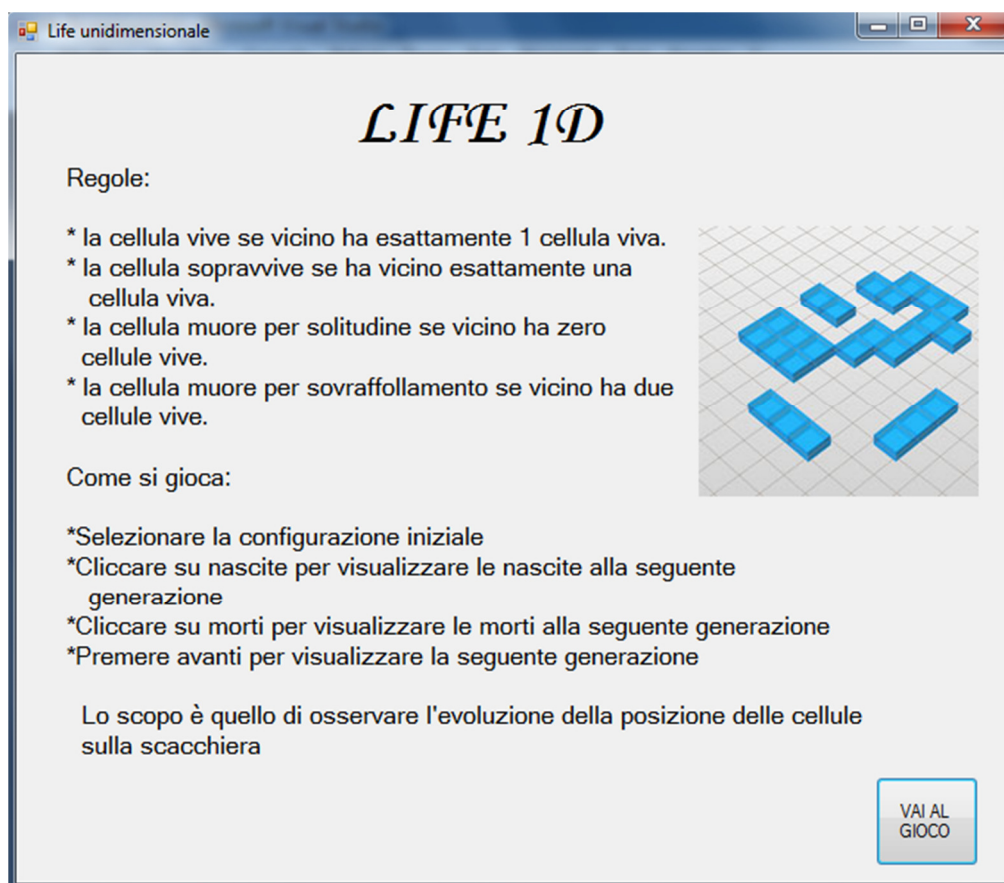 Life unidimensionale
LIFE 1D
Regole:
* la cellula vive se vicino ha esattamente 1 cellula viva.
* la cellula sopravvive se ha vicino esattamente una
cellula viva.
* la cellula muore per solitudine se vicino ha zero
cellule vive.
* la cellula muore per sovraffollamento se vicino ha due
cellule vive.
Come si gioca:
*Selezionare la configurazione iniziale
*Cliccare su nascite per visualizzare le nascite alla seguente
generazione
*Cliccare su morti per visualizzare le morti alla seguente generazione
*Premere avanti per visualizzare la seguente generazione
Lo scopo è quello di osservare l'evoluzione della posizione delle cellule
sulla scacchiera
VAI AL
GIOCO